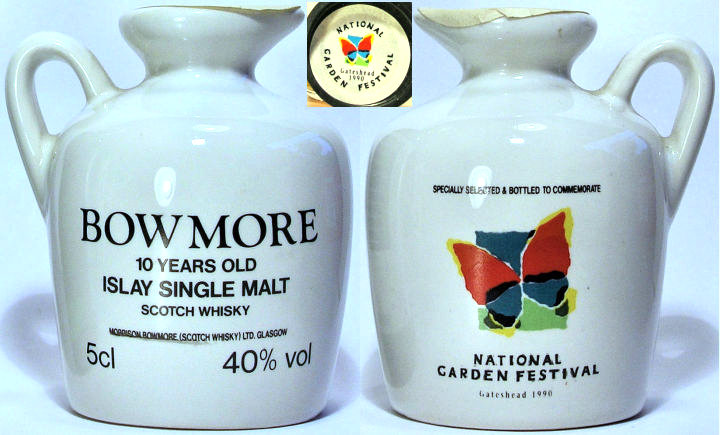 BOWMORE
10 YEARS OLD
ISLAY SINGLE MALT
SCOTCH WHISKY
MORRISON BOWMORE (SCOTCH WHISKY) LTD. GLASGOW
5cl 40% vol
NATIONAL
GARDEN FESTIVAL
Gateshead
1990
SPECIALLY SELECTED & BOTTLED TO COMMEMORATE
NATIONAL
GARDEN FESTIVAL
Gateshead 1990